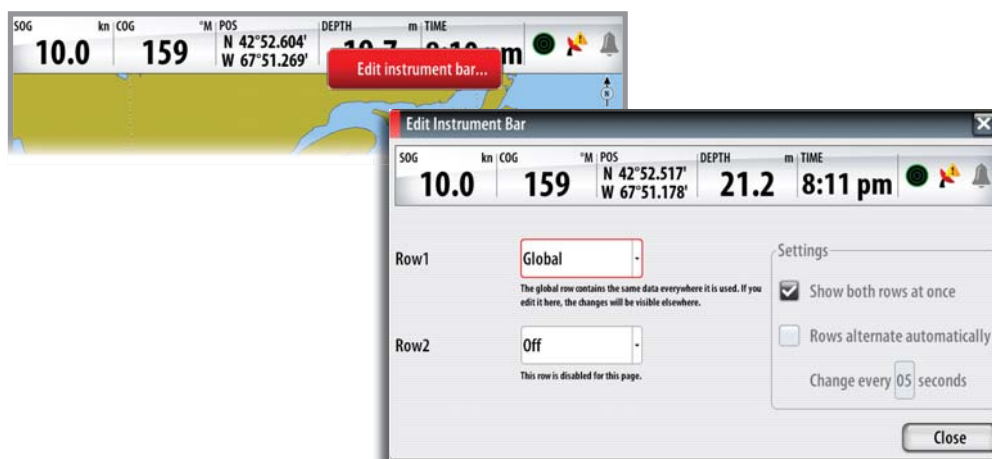 SOG kn COG °M POS DEPTH m TIME
10.0 159 N 42°52.604' W 67°51.269' m
Edit instrument bar...
N
Edit Instrument Bar
SOG kn COG °M POS DEPTH m TIME
10.0 159 N 42°52.517' W 67°51.178' 21.2 8:11 pm
Row1 Global
The global row contains the same data everywhere it is used. If you
edit it here, the changes will be visible elsewhere.
Row2 Off
This row is disabled for this page.
Settings
Show both rows at once
Rows alternate automatically
Change every 05 seconds
Close